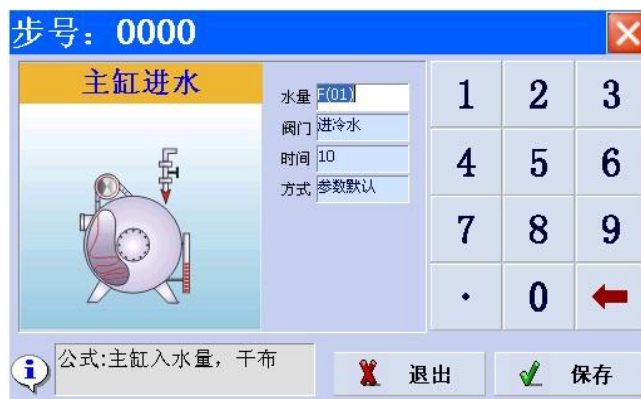 步号：0000
主缸进水
水量 F(01)
阀门 进冷水
时间 10
方式 参数默认
1 2 3
4 5 6
7 8 9
· 0
公式:主缸入水量，干布
退出
保存